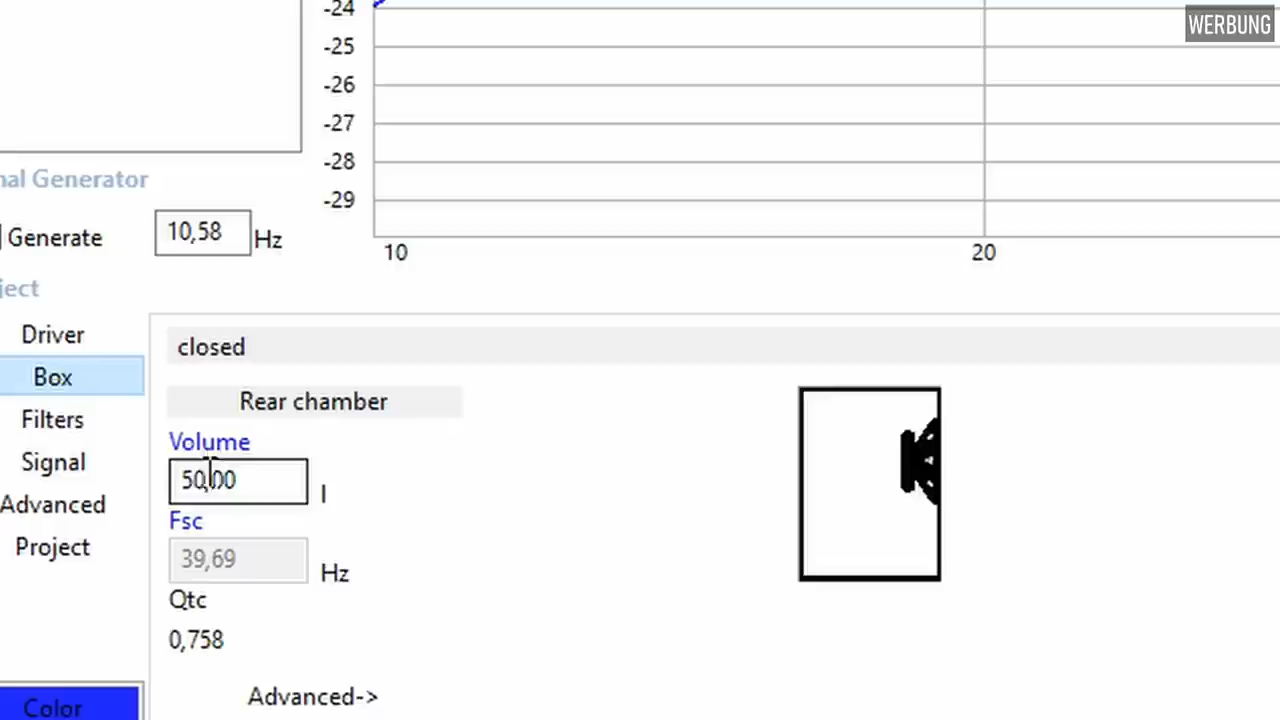 WERBUNG
-24
-25
-26
-27
-28
-29
10 20
nal Generator
Generate 10,58 Hz
ject
Driver
Box
Filters
Signal
Advanced
Project
Color
closed
Rear chamber
Volume
50,00 l
Fsc
39,69 Hz
Qtc
0,758
Advanced->